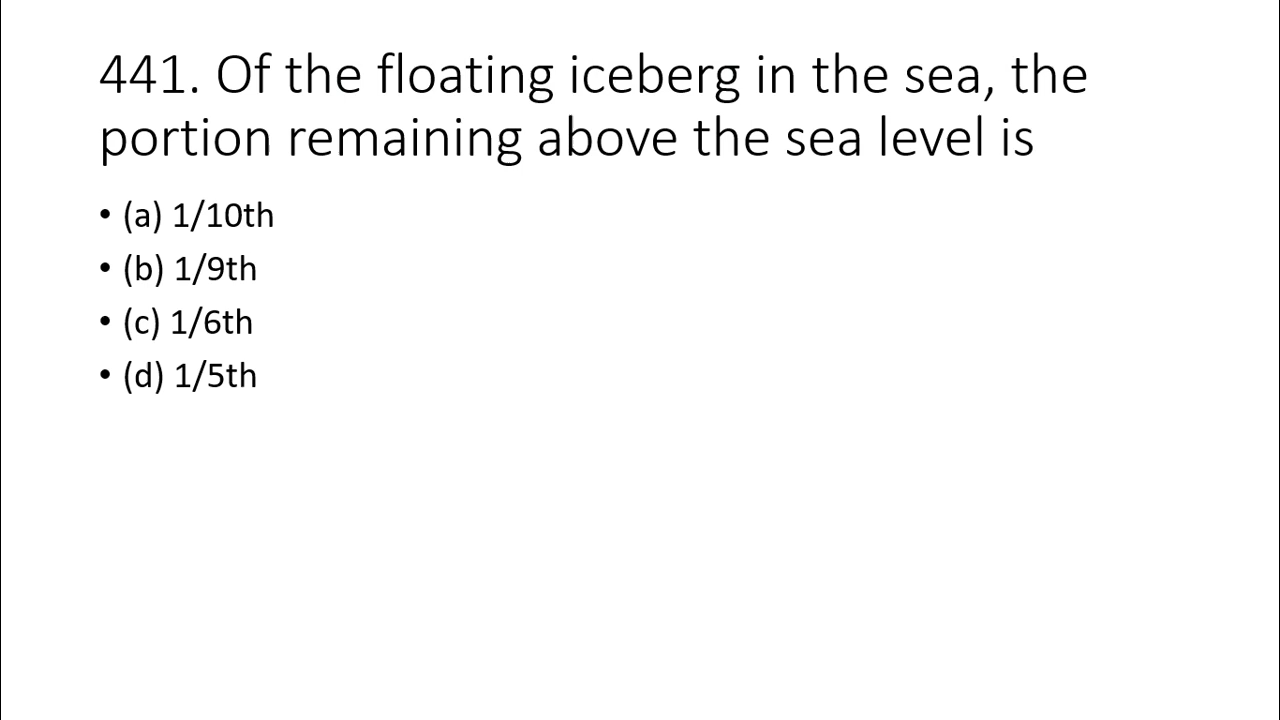 441. Of the floating iceberg in the sea, the
portion remaining above the sea level is
• (a) 1/10th
• (b) 1/9th
• (c) 1/6th
• (d) 1/5th